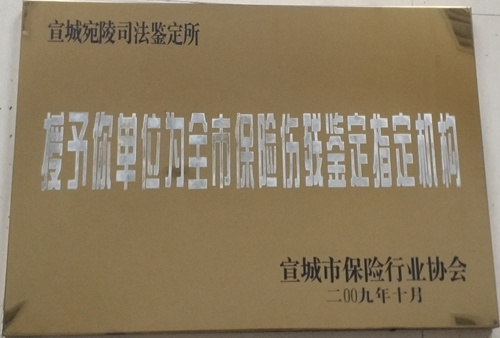 宣城宛陵司法鉴定所
授予你单位为全市保险伤残鉴定指定机构
宣城市保险行业协会
二00九年十月